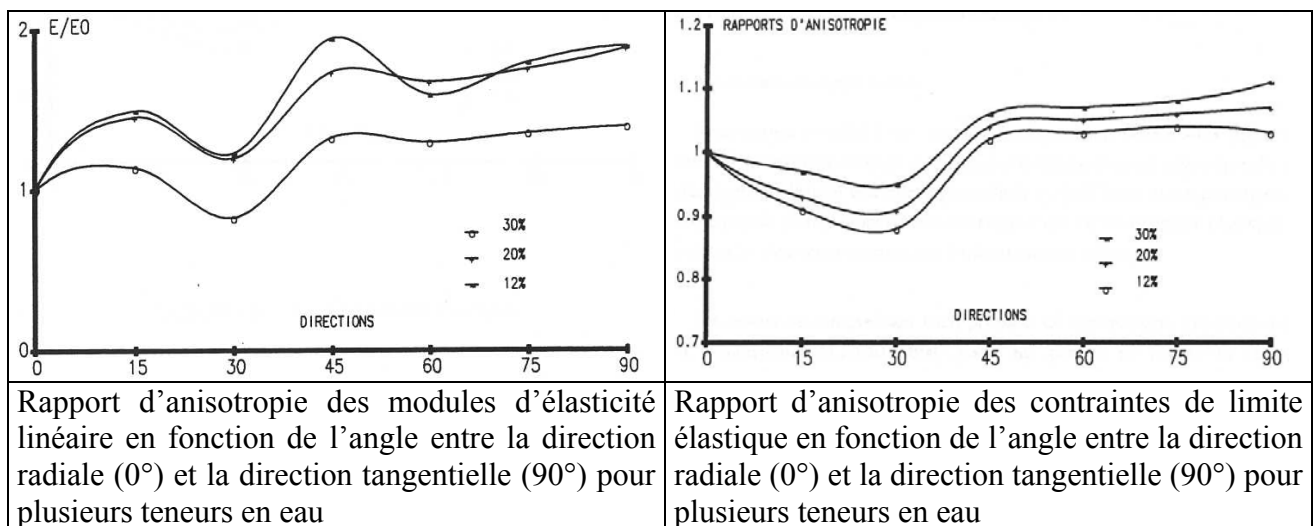 2
E/E0
1
30%
20%
12%
DIRECTIONS
0
0 15 30 45 60 75 90
1.2
RAPPORTS D'ANISOTROPIE
1.1
1.0
0.9
30%
20%
0.8
12%
DIRECTIONS
0.7
0 15 30 45 60 75 90
Rapport d’anisotropie des modules d’élasticité
linéaire en fonction de l’angle entre la direction
radiale (0°) et la direction tangentielle (90°) pour
plusieurs teneurs en eau
Rapport d’anisotropie des contraintes de limite
élastique en fonction de l’angle entre la direction
radiale (0°) et la direction tangentielle (90°) pour
plusieurs teneurs en eau